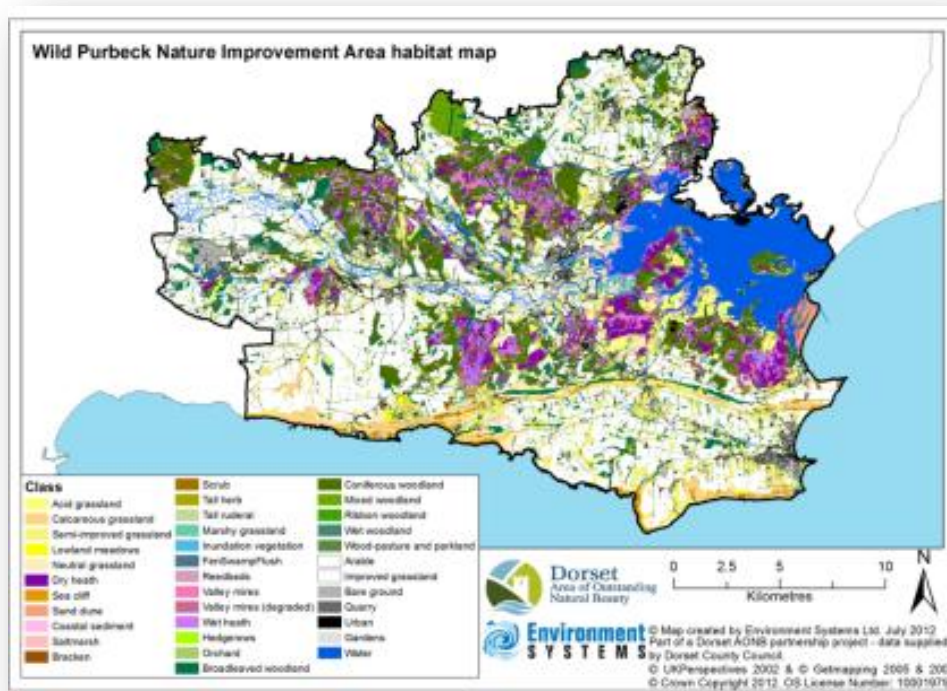 Wild Purbeck Nature Improvement Area habitat map
Class
Acid grassland
Calcareous grassland
Semi-improved grassland
Lowland meadows
Neutral grassland
Dry heath
Sea cliff
Sand dune
Coastal sediment
Saltmarsh
Bracken
Scrub
Tall herb
Tall ruderal
Marshy grassland
Inundation vegetation
FenSwampFlush
Reedbeds
Valley mires
Valley mires (degraded)
Wet heath
Hedgerows
Orchard
Broadleaved woodland
Coniferous woodland
Mixed woodland
Ribbon woodland
Wet woodland
Wood-pasture and parkland
Arable
Improved grassland
Bare ground
Quarry
Urban
Gardens
Water
Dorset
Area of Outstanding
Natural Beauty
0 2.5 5 10
Kilometres
N
Environment
SYSTEMS
© Map created by Environment Systems Ltd. July 2012
Part of a Dorset AONB partnership project - data supplied
by Dorset County Council.
© UKPerspectives 2002 & © Getmapping 2005 & 200
© Crown Copyright 2012. OS License Number: